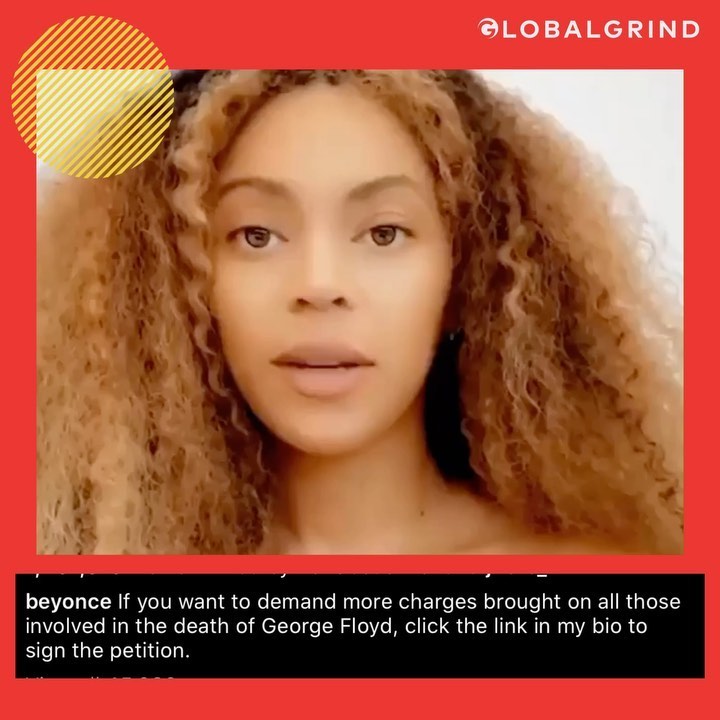 GLOBALGRIND
beyonce If you want to demand more charges brought on all those
involved in the death of George Floyd, click the link in my bio to
sign the petition.